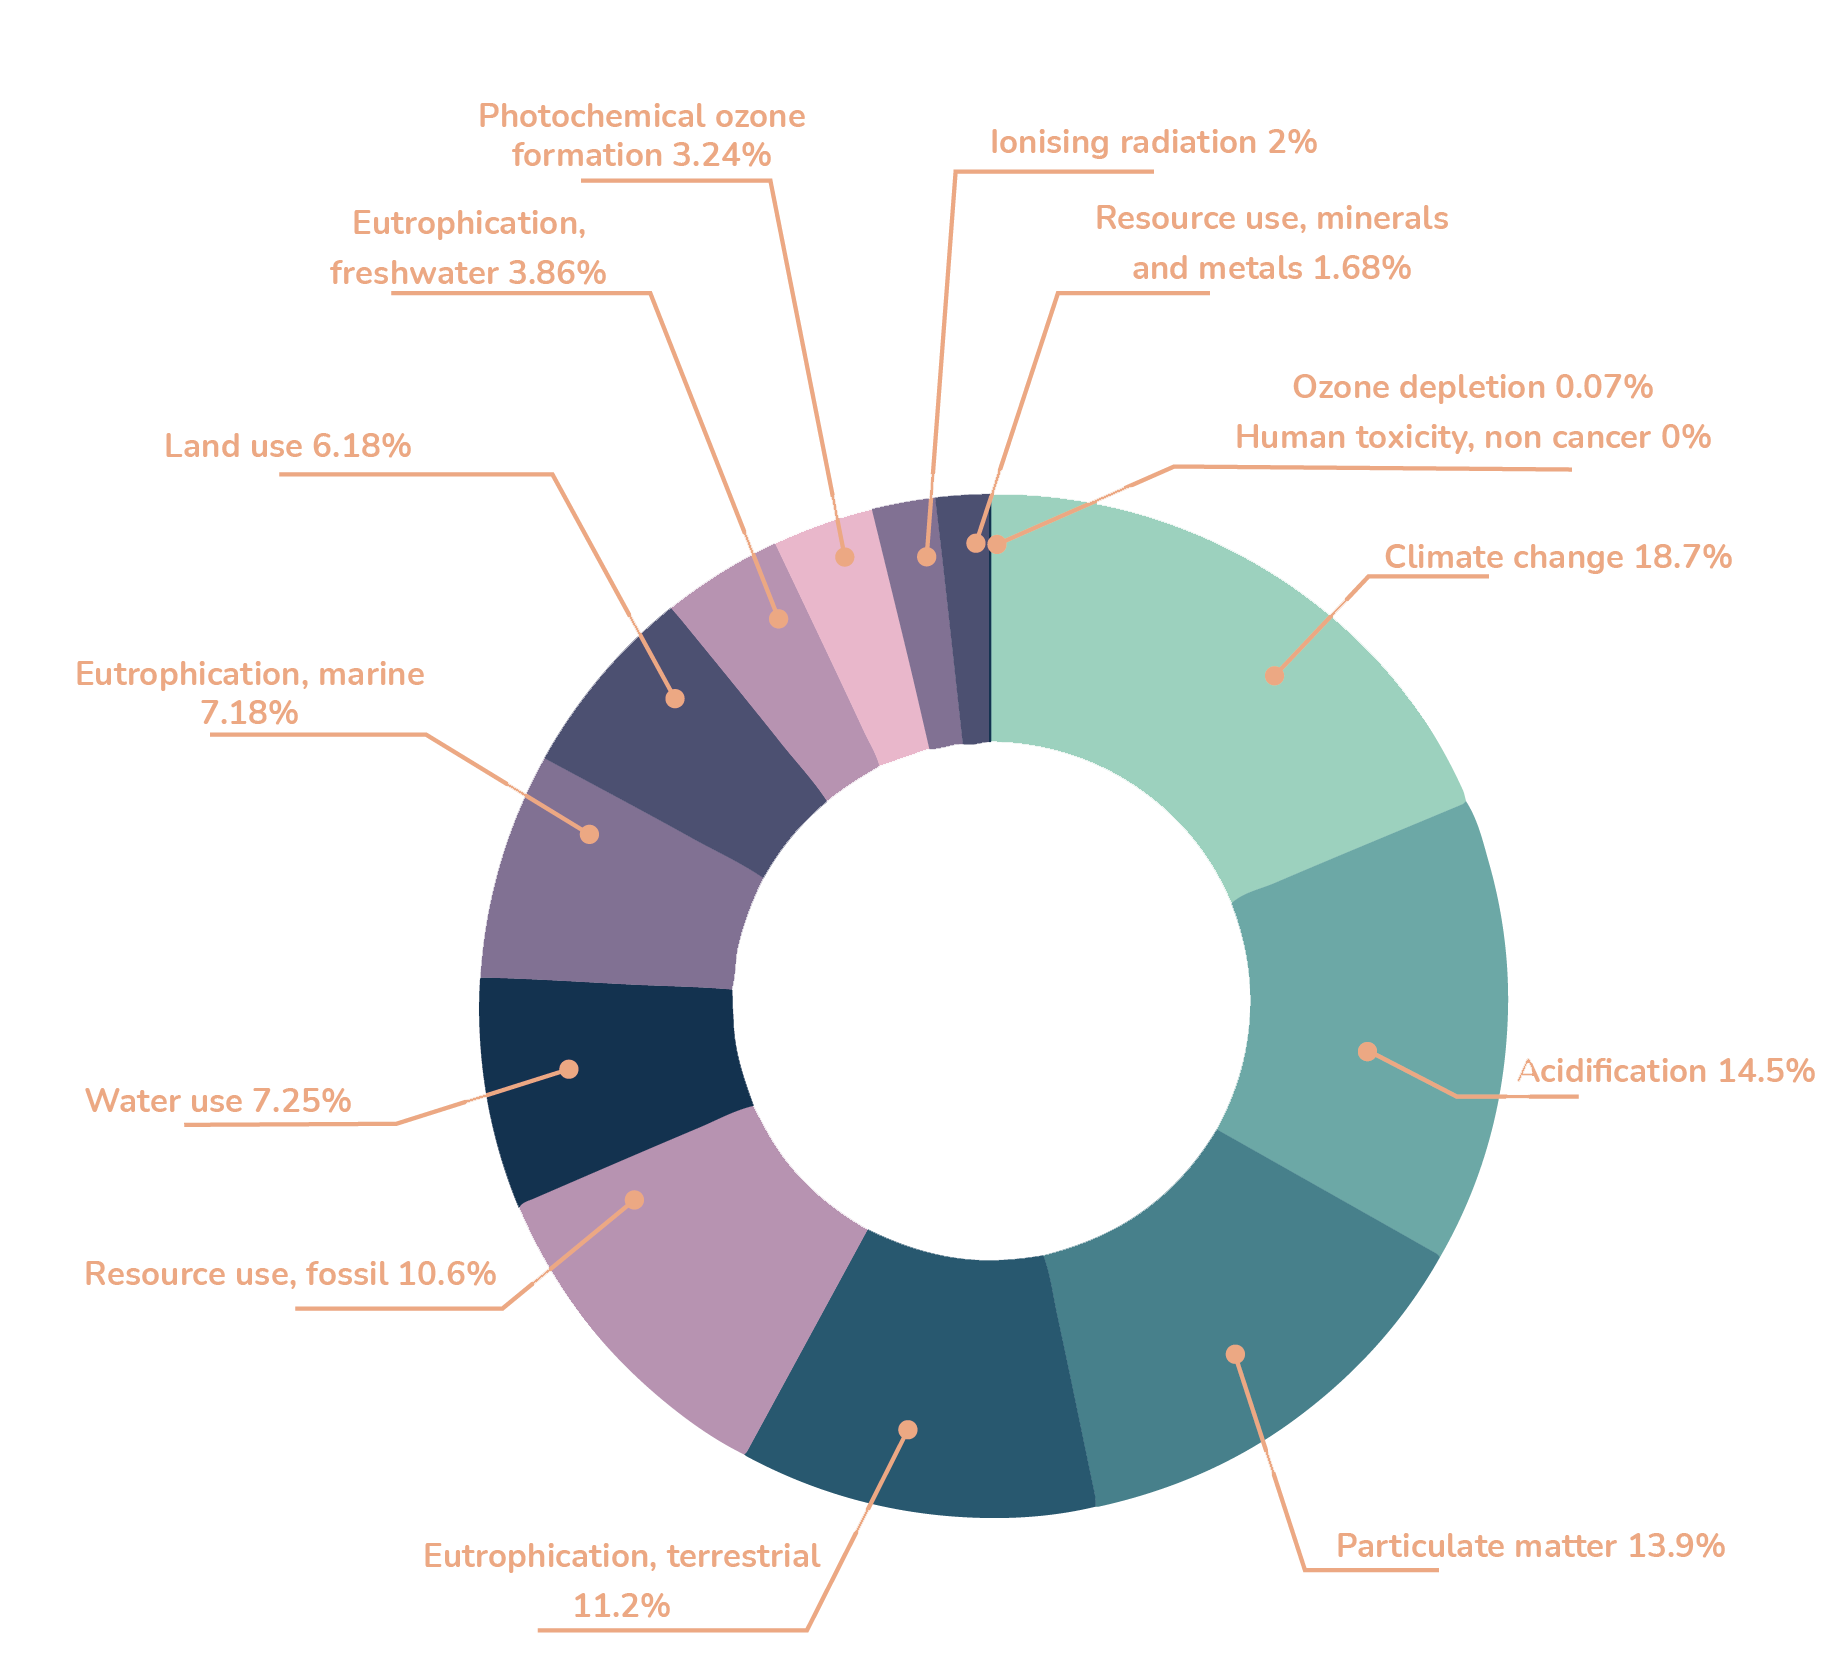 Photochemical ozone
formation 3.24%
Ionising radiation 2%
Eutrophication,
freshwater 3.86%
Resource use, minerals
and metals 1.68%
Ozone depletion 0.07%
Human toxicity, non cancer 0%
Land use 6.18%
Climate change 18.7%
Eutrophication, marine
7.18%
Acidification 14.5%
Water use 7.25%
Resource use, fossil 10.6%
Particulate matter 13.9%
Eutrophication, terrestrial
11.2%